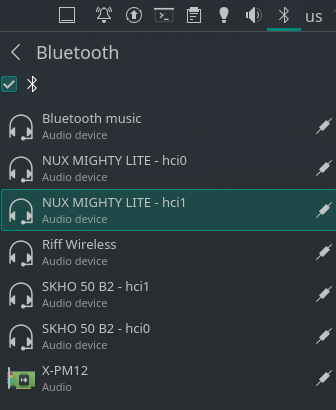 us
Bluetooth
Bluetooth music
Audio device
NUX MIGHTY LITE - hci0
Audio device
NUX MIGHTY LITE - hci1
Audio device
Riff Wireless
Audio device
SKHO 50 B2 - hci1
Audio device
SKHO 50 B2 - hci0
Audio device
X-PM12
Audio